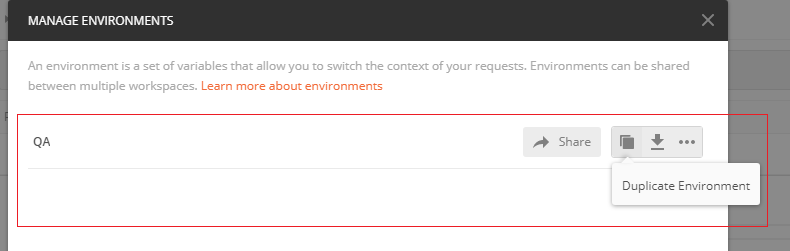 MANAGE ENVIRONMENTS
An environment is a set of variables that allow you to switch the context of your requests. Environments can be shared
between multiple workspaces. Learn more about environments
QA
Share
Duplicate Environment